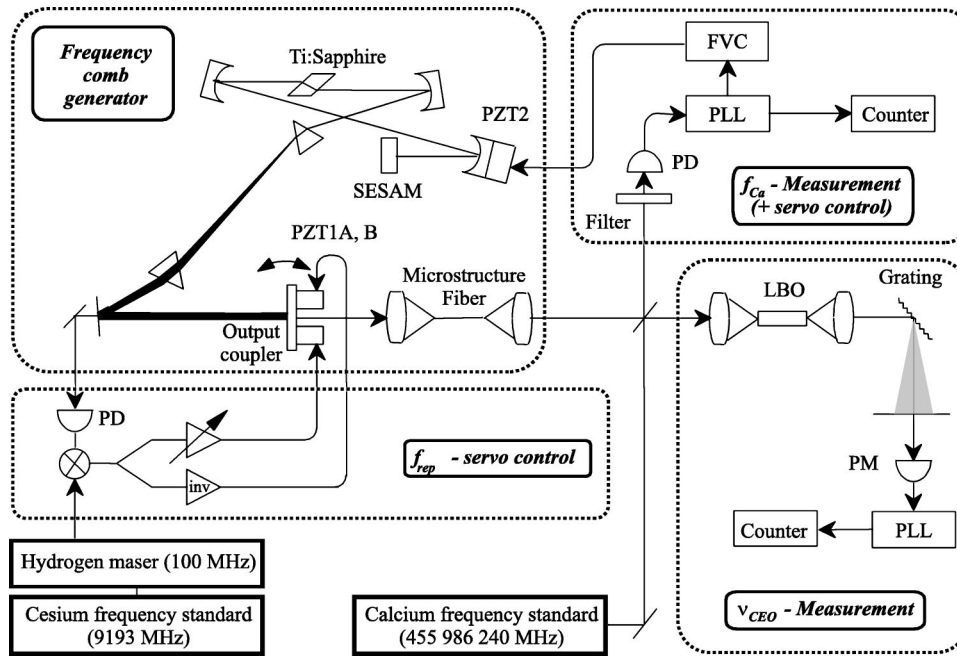 Frequency
comb
generator
Ti:Sapphire
PZT2
SESAM
PZT1A, B
Microstructure
Fiber
Output
coupler
FVC
PLL
Counter
PD
Filter
f_Ca - Measurement
(+ servo control)
LBO
Grating
PM
Counter
PLL
ν_CEO - Measurement
PD
inv
f_rep - servo control
Hydrogen maser (100 MHz)
Cesium frequency standard
(9193 MHz)
Calcium frequency standard
(455 986 240 MHz)